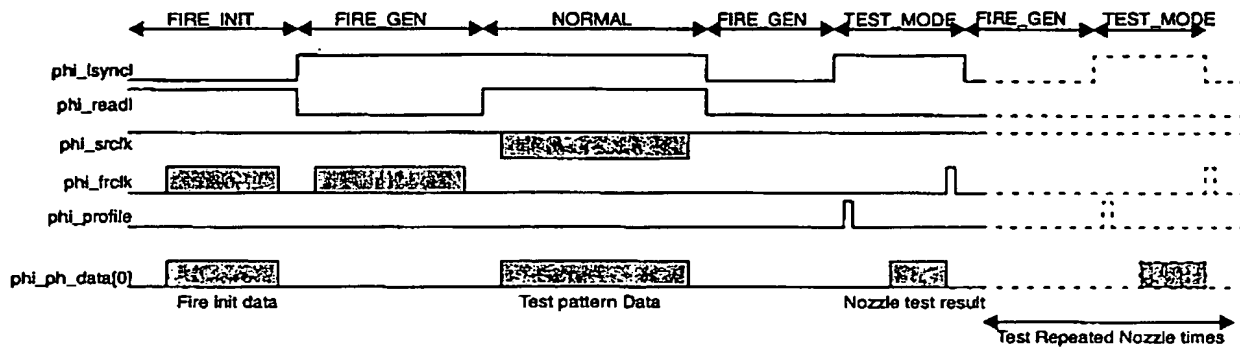 FIRE_INIT FIRE_GEN NORMAL FIRE_GEN TEST_MODE FIRE_GEN TEST_MODE
phi_lsyncl
phi_readl
phi_srclk
phi_frclk
phi_profile
phi_ph_data[0]
Fire Init data Test pattern Data Nozzle test result
Test Repeated Nozzle times